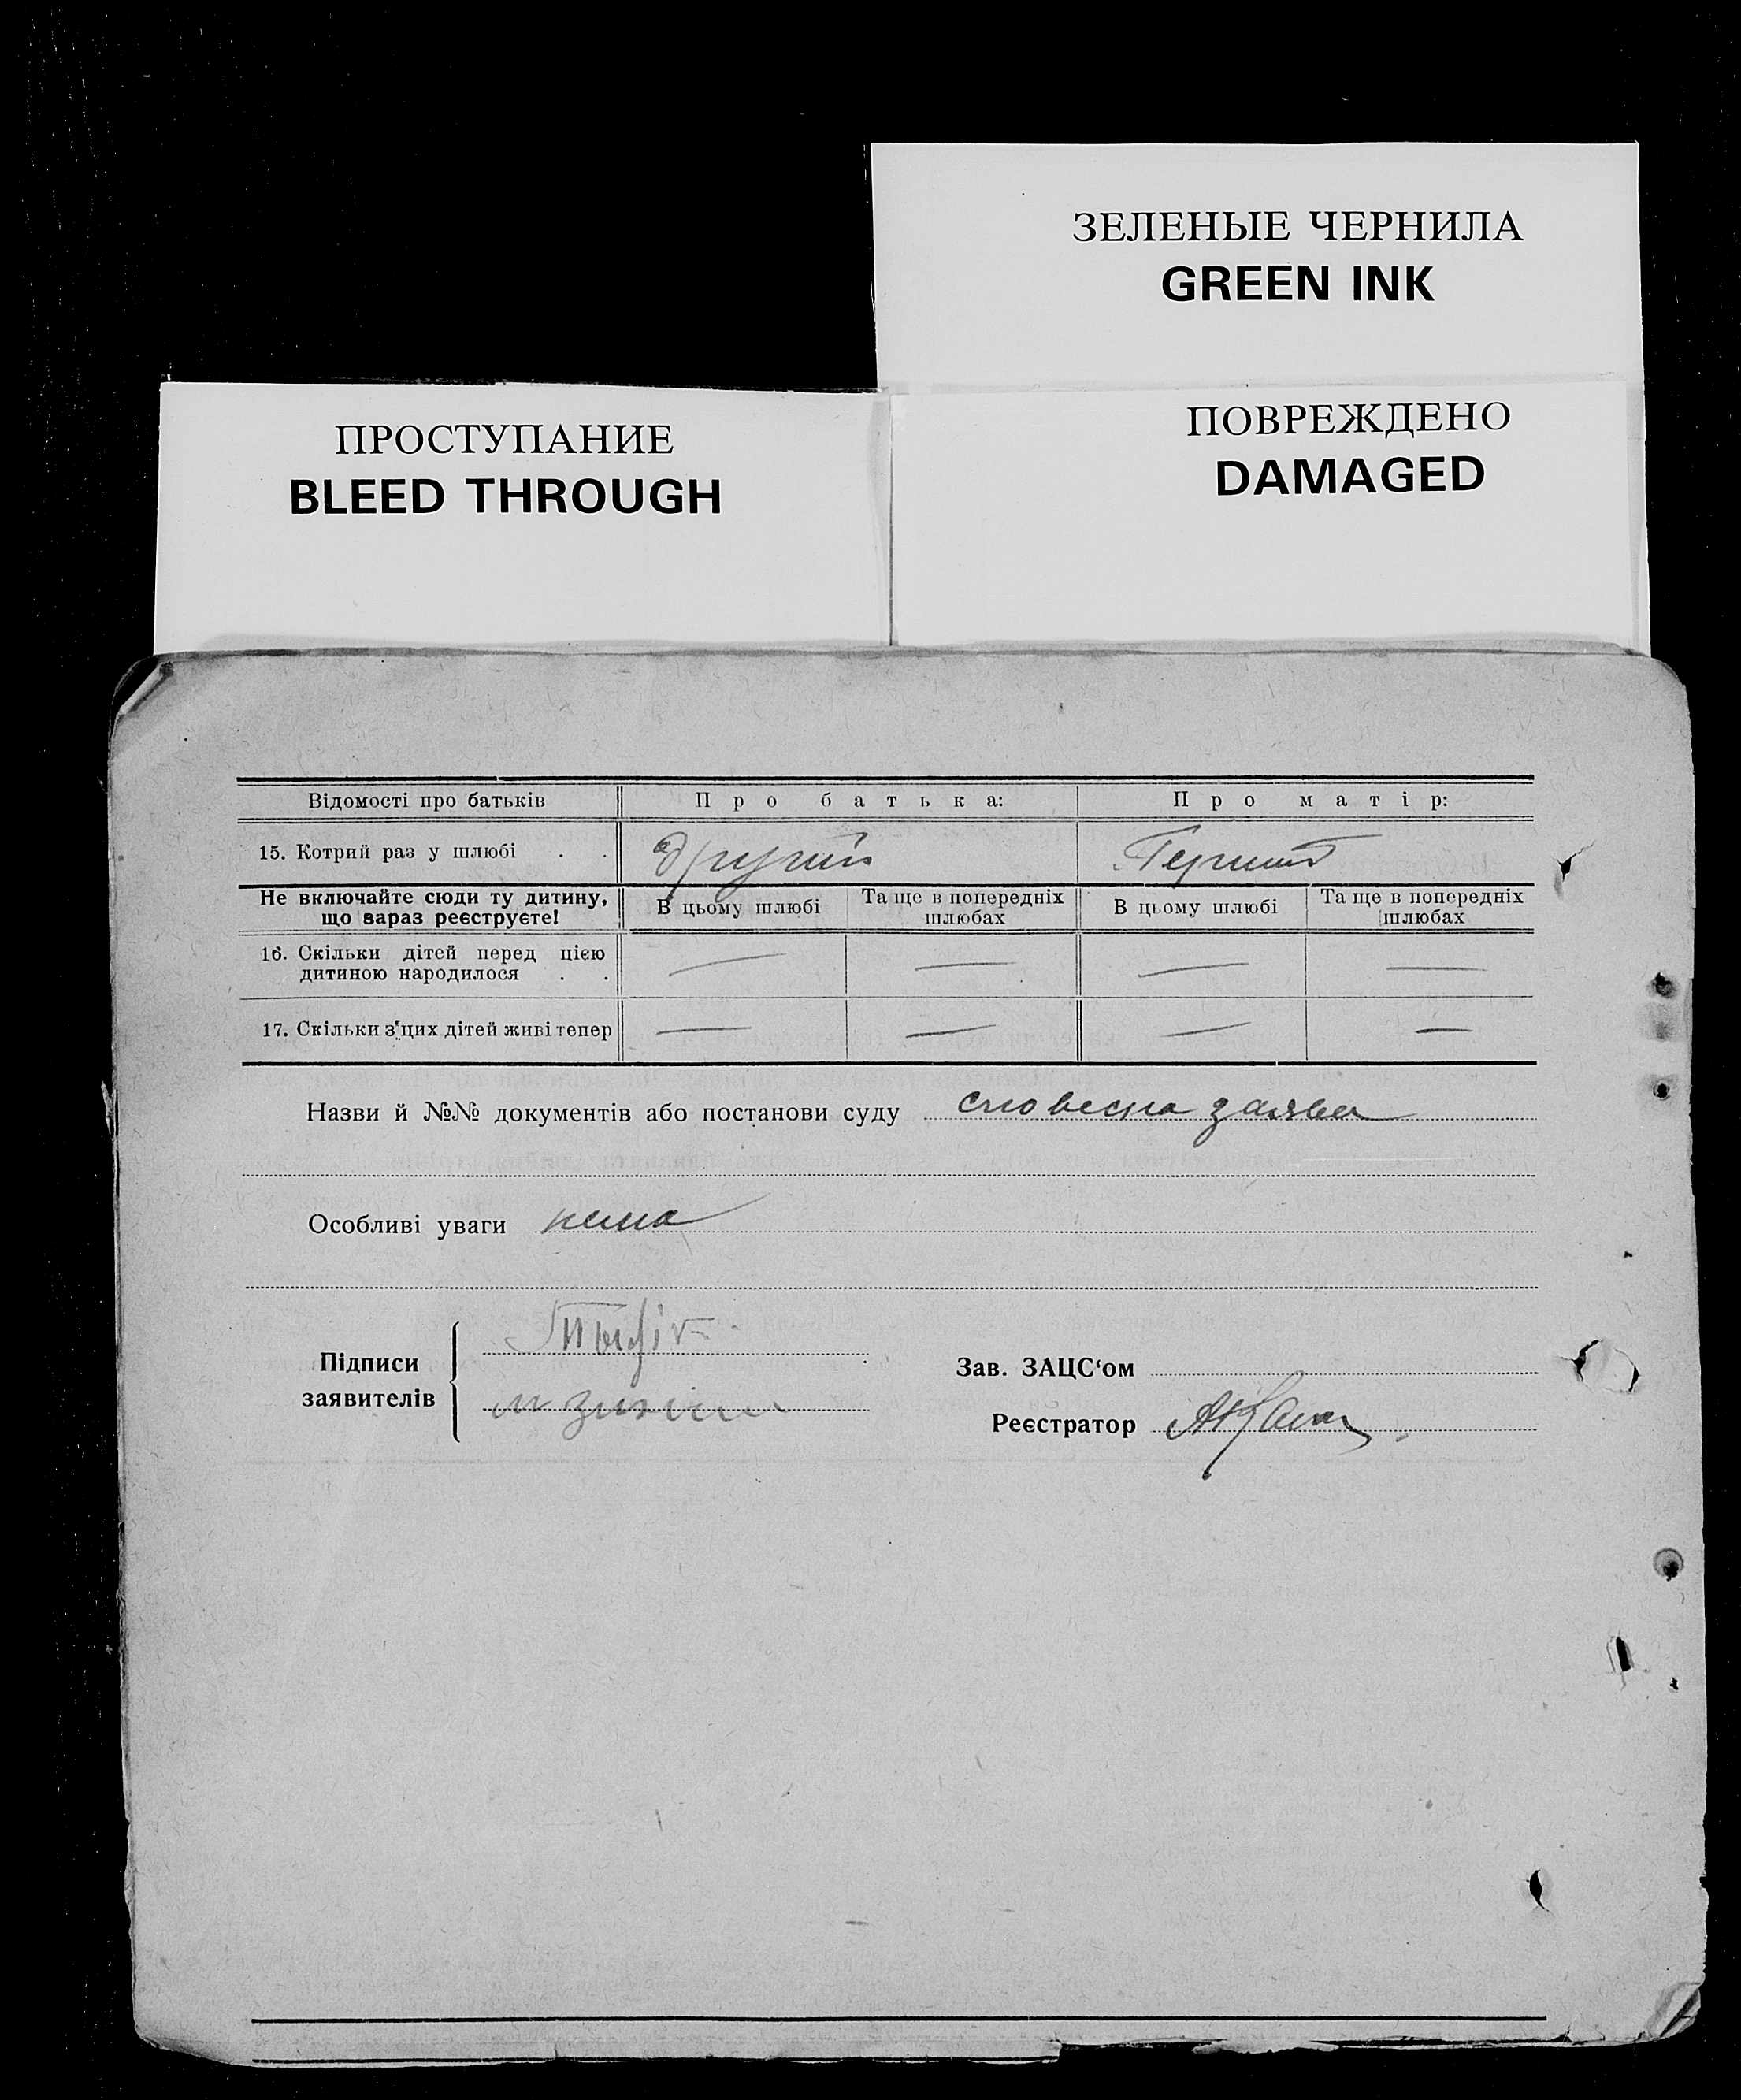 ЗЕЛЕНЫЕ ЧЕРНИЛА
GREEN INK
ПРОСТУПАНИЕ
BLEED THROUGH
ПОВРЕЖДЕНО
DAMAGED
Відомості про батьків Про батька: Про матір:
15. Котрий раз у шлюбі . . другий Перший
Не включайте сюди ту дитину, що вараз реєструєте! В цьому шлюбі Та ще в попередніх шлюбах В цьому шлюбі Та ще в попередніх шлюбах
16. Скільки дітей перед цією дитиною народилося . . — — — —
17. Скільки з'цих дітей живі тепер — — — —
Назви й №№ документів або постанови суду словесна заява
Особливі уваги нема
Підписи
заявителів
Зав. ЗАЦС‘ом
Реєстратор